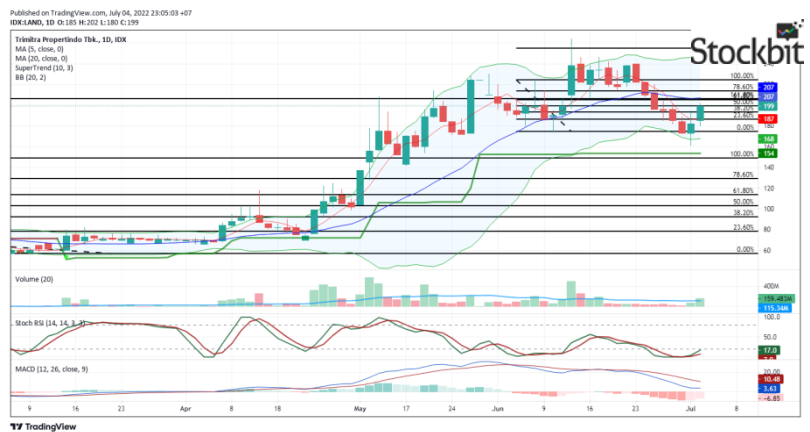 Published on TradingView.com, July 04, 2022 23:05:03 +07
IDX:LAND, 1D O:185 H:202 L:180 C:199
Stockbit
Trimitra Propertindo Tbk., 1D, IDX
MA (5, close, 0)
MA (20, close, 0)
SuperTrend (10, 3)
BB (20, 2)
100.00%
78.60%
61.80%
50.00%
38.20%
23.60%
0.00%
207
207
199
187
180
168
160
154
140
120
100
80
60
100.00%
78.60%
61.80%
50.00%
38.20%
23.60%
0.00%
Volume (20)
400M
159.483M
115.34M
Stoch RSI (14, 14, 3, 3)
100.0
50.0
17.0
MACD (12, 26, close, 9)
20.00
10.48
3.63
−6.85
9 16 23 Apr 8 18 23 May 17 24 Jun 9 16 23 Jul 8
TradingView